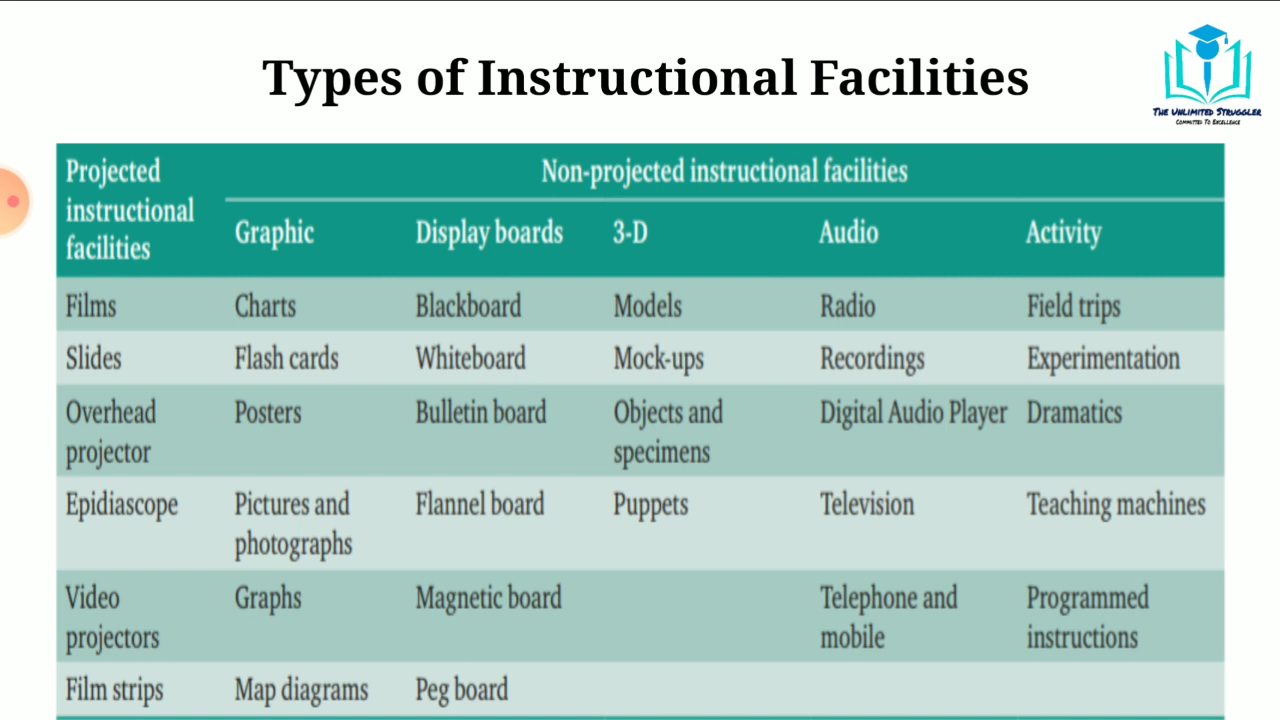 Types of Instructional Facilities
THE UNLIMITED STRUGGLER
COMMITTED TO EXCELLENCE
Projected instructional facilities
Non-projected instructional facilities
Graphic Display boards 3-D Audio Activity
Films Charts Blackboard Models Radio Field trips
Slides Flash cards Whiteboard Mock-ups Recordings Experimentation
Overhead projector Posters Bulletin board Objects and specimens Digital Audio Player Dramatics
Epidiascope Pictures and photographs Flannel board Puppets Television Teaching machines
Video projectors Graphs Magnetic board Telephone and mobile Programmed instructions
Film strips Map diagrams Peg board